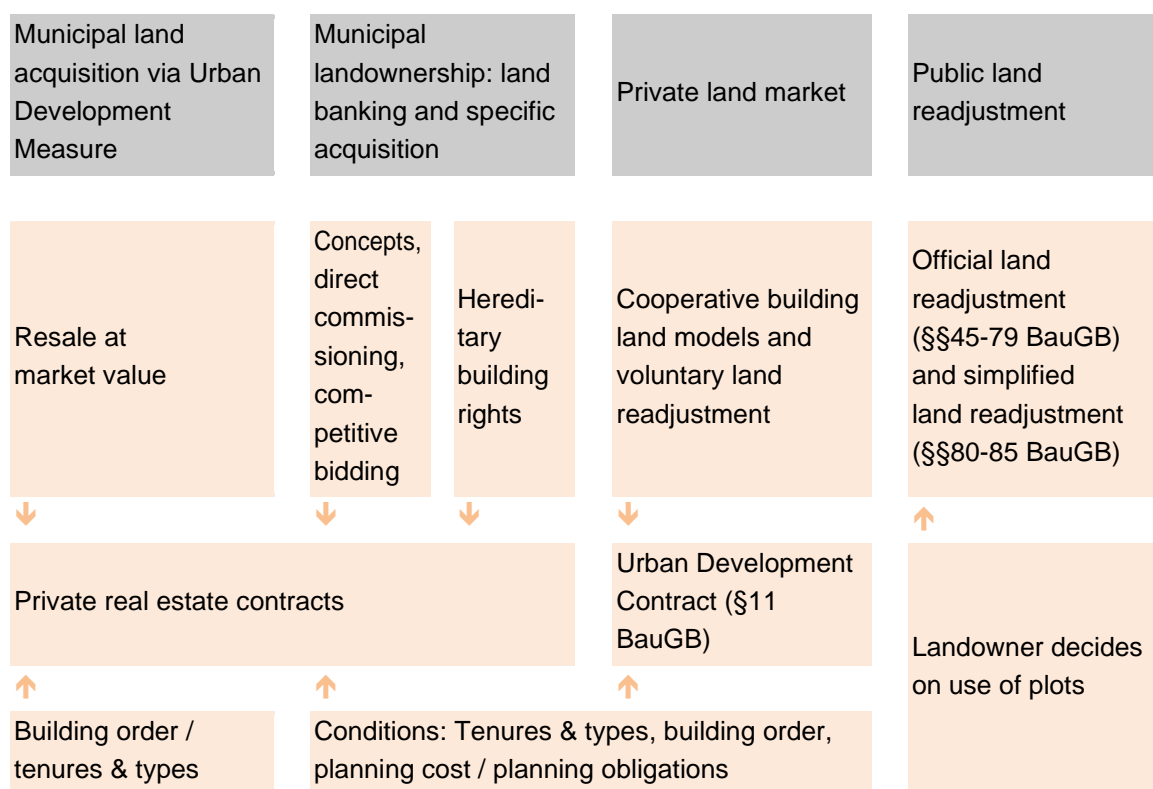 Municipal land
acquisition via Urban
Development
Measure
Municipal
landownership: land
banking and specific
acquisition
Private land market
Public land
readjustment
Resale at
market value
Concepts,
direct
commis-
sioning,
com-
petitive
bidding
Heredi-
tary
building
rights
Cooperative building
land models and
voluntary land
readjustment
Official land
readjustment
(§§45-79 BauGB)
and simplified
land readjustment
(§§80-85 BauGB)
Private real estate contracts
Urban Development
Contract (§11
BauGB)
Landowner decides
on use of plots
Building order /
tenures & types
Conditions: Tenures & types, building order,
planning cost / planning obligations